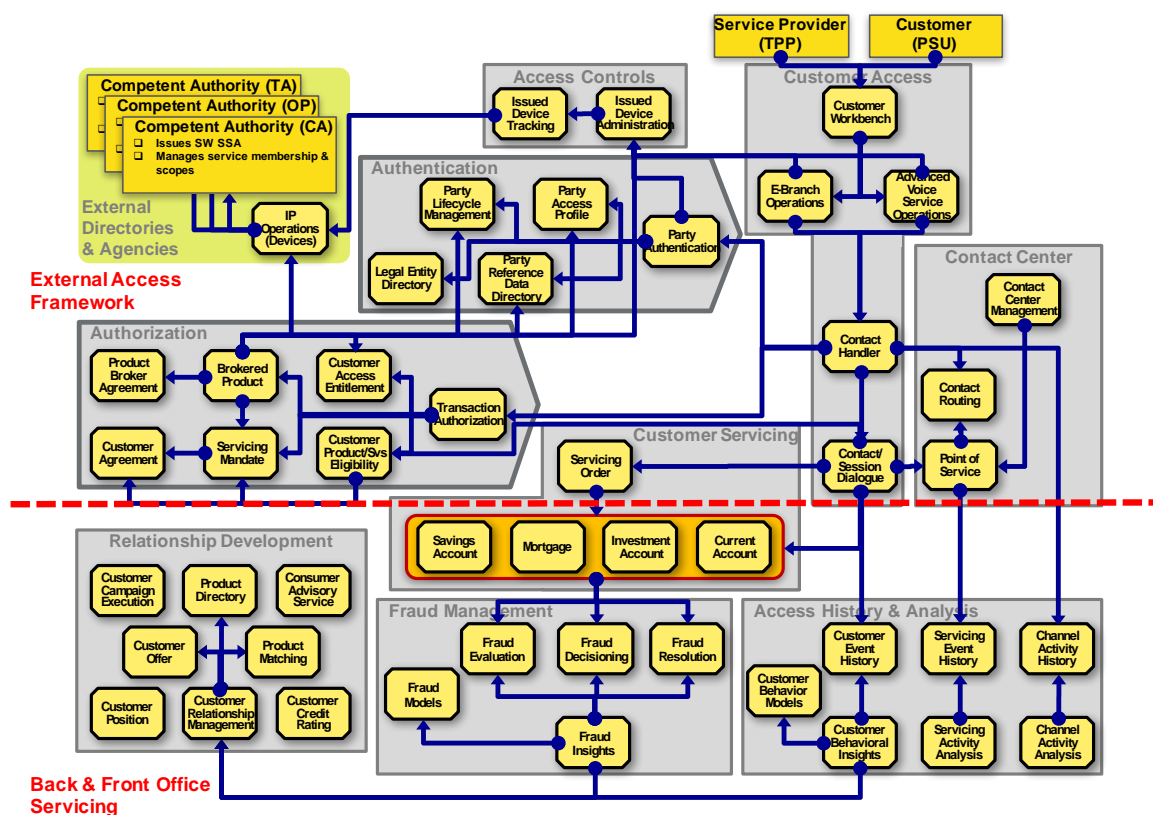 Service Provider
(TPP)
Customer
(PSU)
Access Controls
Customer Access
Competent Authority (TA)
Competent Authority (OP)
Competent Authority (CA)
Issues SW SSA
Manages service membership &
scopes
Issued
Device
Tracking
Issued
Device
Administration
Customer
Workbench
Authentication
E-Branch
Operations
Advanced
Voice
Service
Operations
External
Directories
& Agencies
IP
Operations
(Devices)
Party
Lifecycle
Management
Party
Access
Profile
Party
Authentication
Legal Entity
Directory
Party
Reference
Data
Directory
Contact Center
Contact
Center
Management
External Access
Framework
Authorization
Product
Broker
Agreement
Brokered
Product
Customer
Access
Entitlement
Contact
Handler
Contact
Routing
Transaction
Authorization
Customer
Agreement
Servicing
Mandate
Customer
Product/Svs
Eligibility
Customer Servicing
Servicing
Order
Contact/
Session
Dialogue
Point of
Service
Savings
Account
Mortgage
Investment
Account
Current
Account
Relationship Development
Customer
Campaign
Execution
Product
Directory
Consumer
Advisory
Service
Customer
Offer
Product
Matching
Customer
Position
Customer
Relationship
Management
Customer
Credit
Rating
Fraud Management
Fraud
Evaluation
Fraud
Decisioning
Fraud
Resolution
Fraud
Models
Fraud
Insights
Access History & Analysis
Customer
Event
History
Servicing
Event
History
Channel
Activity
History
Customer
Behavior
Models
Customer
Behavioral
Insights
Servicing
Activity
Analysis
Channel
Activity
Analysis
Back & Front Office
Servicing